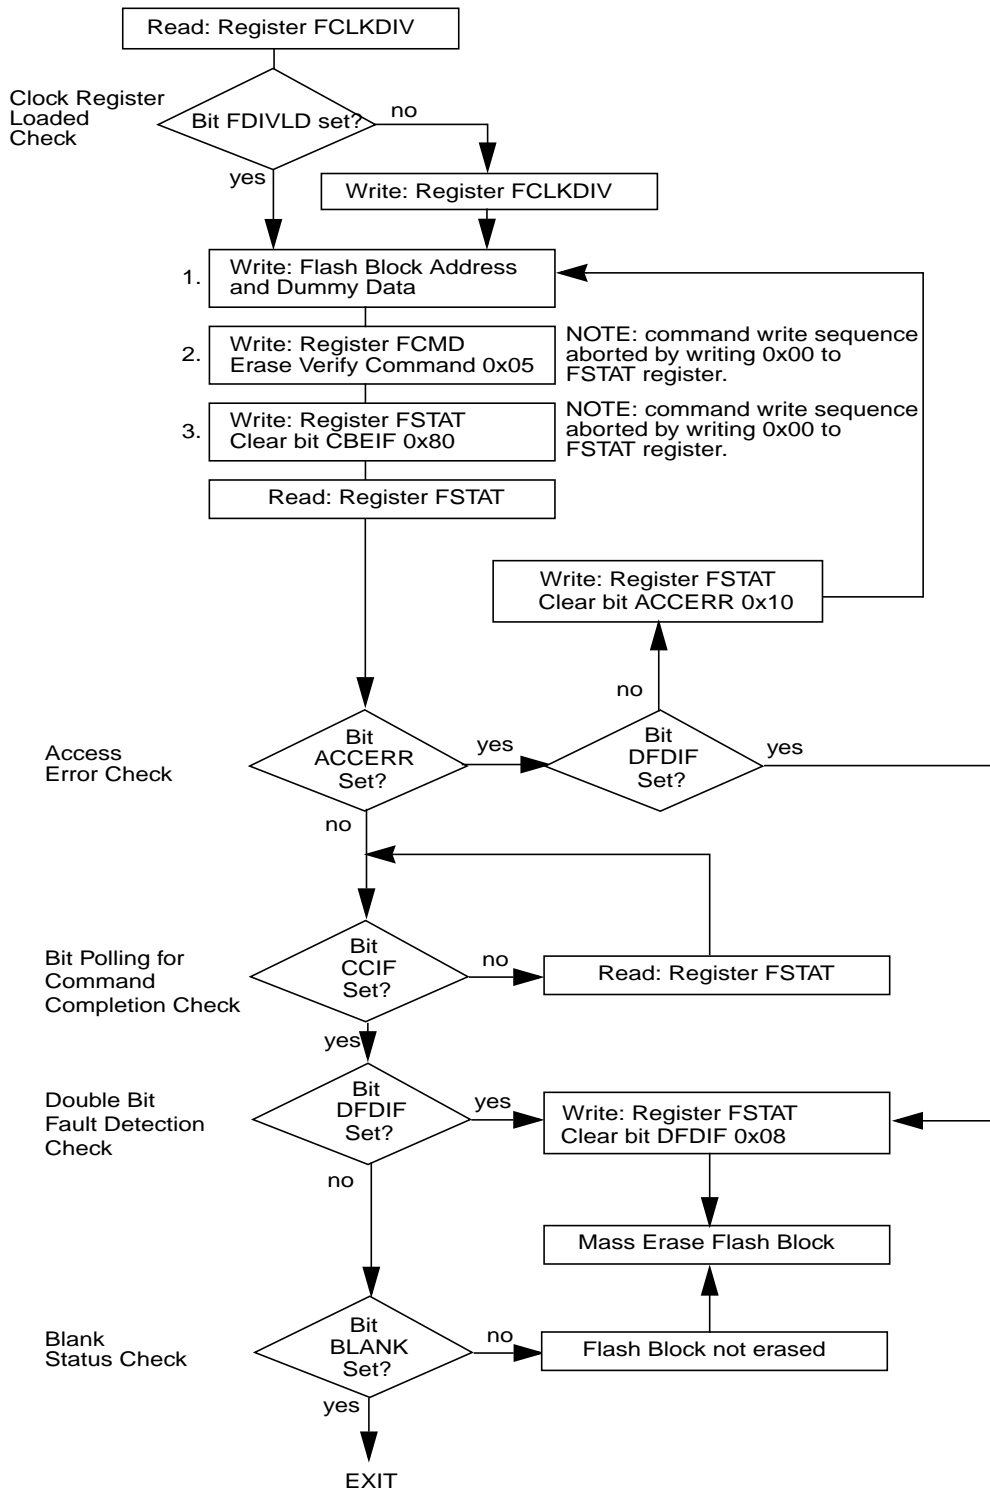 Read: Register FCLKDIV
Clock Register
Loaded
Check
Bit FDIVLD set?
no
yes
Write: Register FCLKDIV
1.
Write: Flash Block Address
and Dummy Data
2.
Write: Register FCMD
Erase Verify Command 0x05
NOTE: command write sequence
aborted by writing 0x00 to
FSTAT register.
3.
Write: Register FSTAT
Clear bit CBEIF 0x80
NOTE: command write sequence
aborted by writing 0x00 to
FSTAT register.
Read: Register FSTAT
Write: Register FSTAT
Clear bit ACCERR 0x10
no
Access
Error Check
Bit
ACCERR
Set?
yes
Bit
DFDIF
Set?
yes
no
Bit Polling for
Command
Completion Check
Bit
CCIF
Set?
no
Read: Register FSTAT
yes
Double Bit
Fault Detection
Check
Bit
DFDIF
Set?
yes
Write: Register FSTAT
Clear bit DFDIF 0x08
no
Mass Erase Flash Block
Blank
Status Check
Bit
BLANK
Set?
no
Flash Block not erased
yes
EXIT